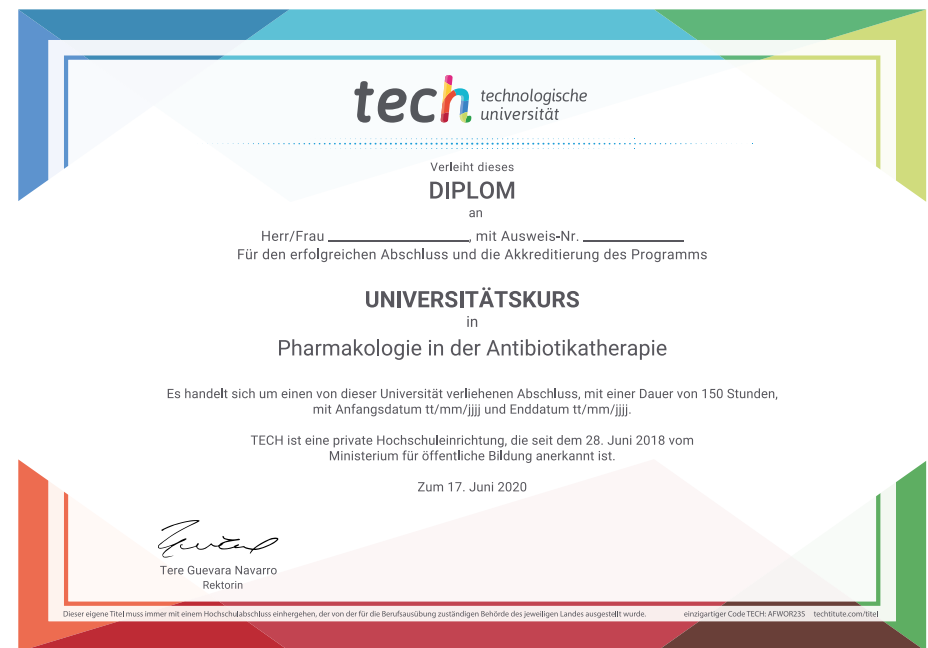 tech technologische
universität
Verleiht dieses
DIPLOM
an
Herr/Frau ____________________, mit Ausweis-Nr. ______________
Für den erfolgreichen Abschluss und die Akkreditierung des Programms
UNIVERSITÄTSKURS
in
Pharmakologie in der Antibiotikatherapie
Es handelt sich um einen von dieser Universität verliehenen Abschluss, mit einer Dauer von 150 Stunden,
mit Anfangsdatum tt/mm/jjjj und Enddatum tt/mm/jjjj.
TECH ist eine private Hochschuleinrichtung, die seit dem 28. Juni 2018 vom
Ministerium für öffentliche Bildung anerkannt ist.
Zum 17. Juni 2020
Tere Guevara Navarro
Rektorin
Dieser eigene Titel muss immer mit einem Hochschulabschluss einhergehen, der von der für die Berufsausübung zuständigen Behörde des jeweiligen Landes ausgestellt wurde. einzigartiger Code TECH: AFWOR235 techtitute.com/titel